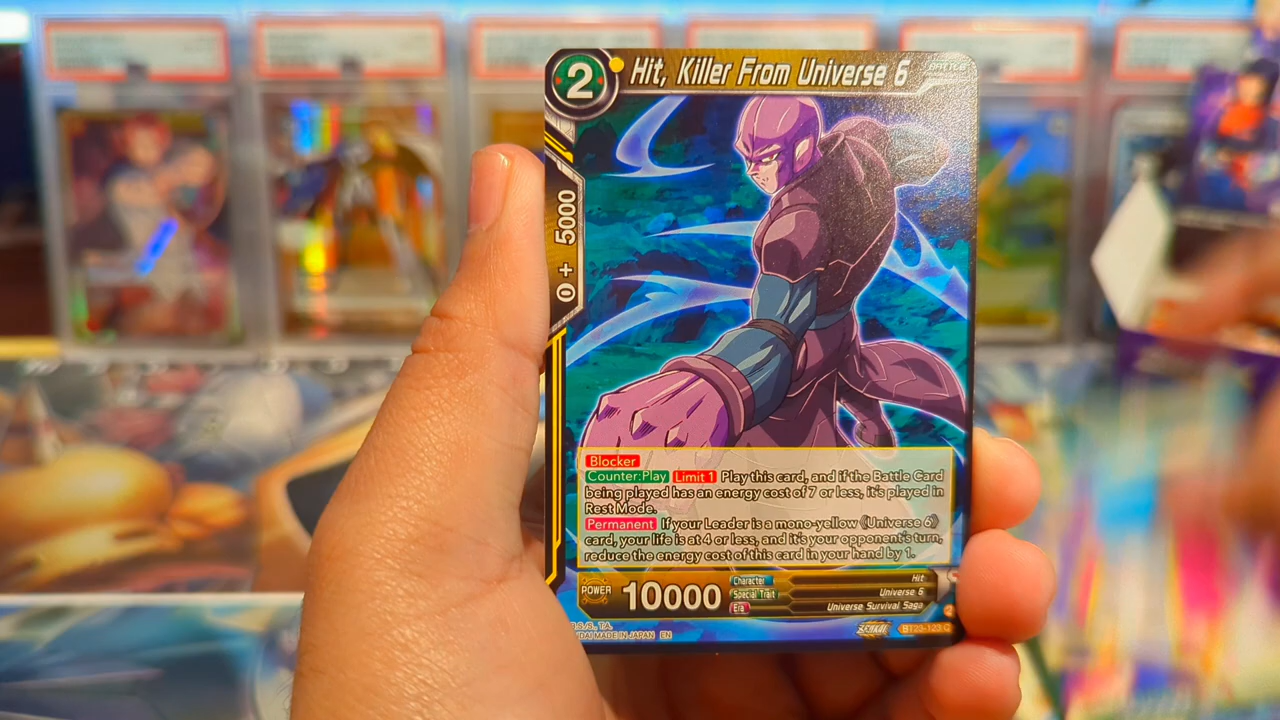 2
Hit, Killer From Universe 6
BATTLE
0 + 5000
Blocker
Counter:Play Limit 1 Play this card, and if the Battle Card
being played has an energy cost of 7 or less, it's played in
Rest Mode.
Permanent If your Leader is a mono-yellow 《Universe 6》
card, your life is at 4 or less, and it's your opponent's turn,
reduce the energy cost of this card in your hand by 1.
POWER 10000
Character Hit
Special Trait Universe 6
Era Universe Survival Saga
DAI MADE IN JAPAN EN
BT23-123 C